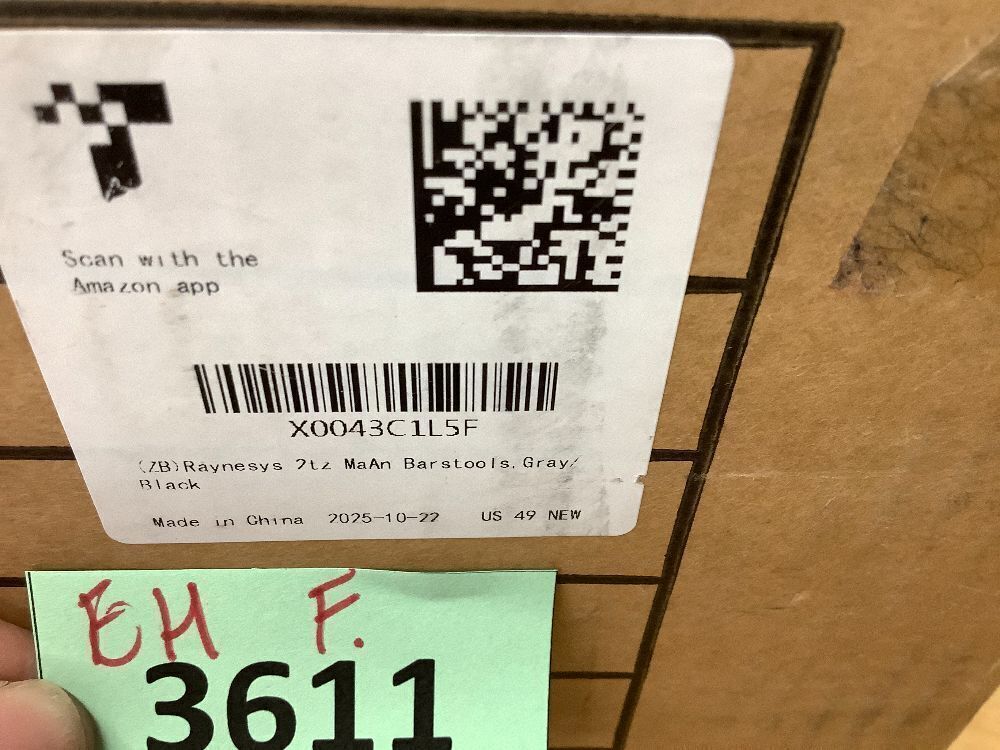 Scan with the
Amazon app
X0043C1L5F
(ZB)Raynesys 2tz MaAn Barstools,Gray/
Black
Made in China 2025-10-22 US 49 NEW
EH F.
3611